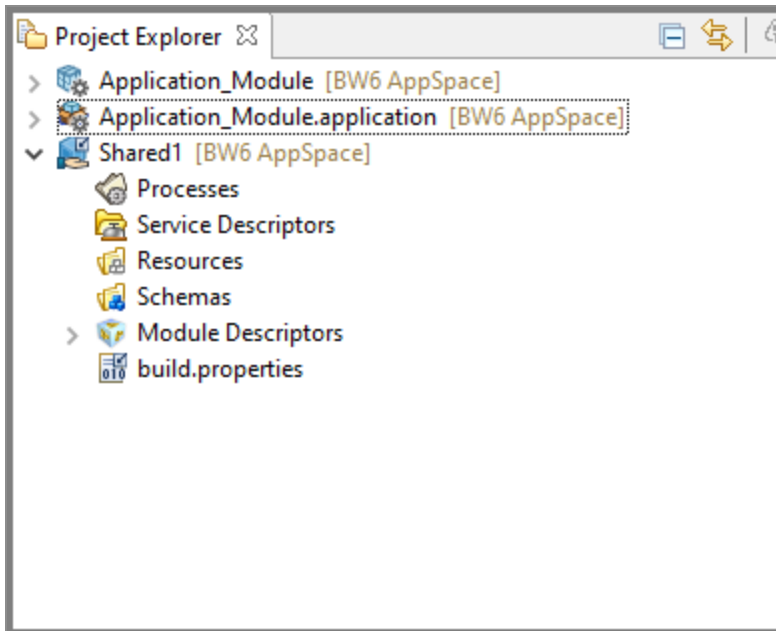 Project Explorer
Application_Module [BW6 AppSpace]
Application_Module.application [BW6 AppSpace]
Shared1 [BW6 AppSpace]
Processes
Service Descriptors
Resources
Schemas
Module Descriptors
build.properties